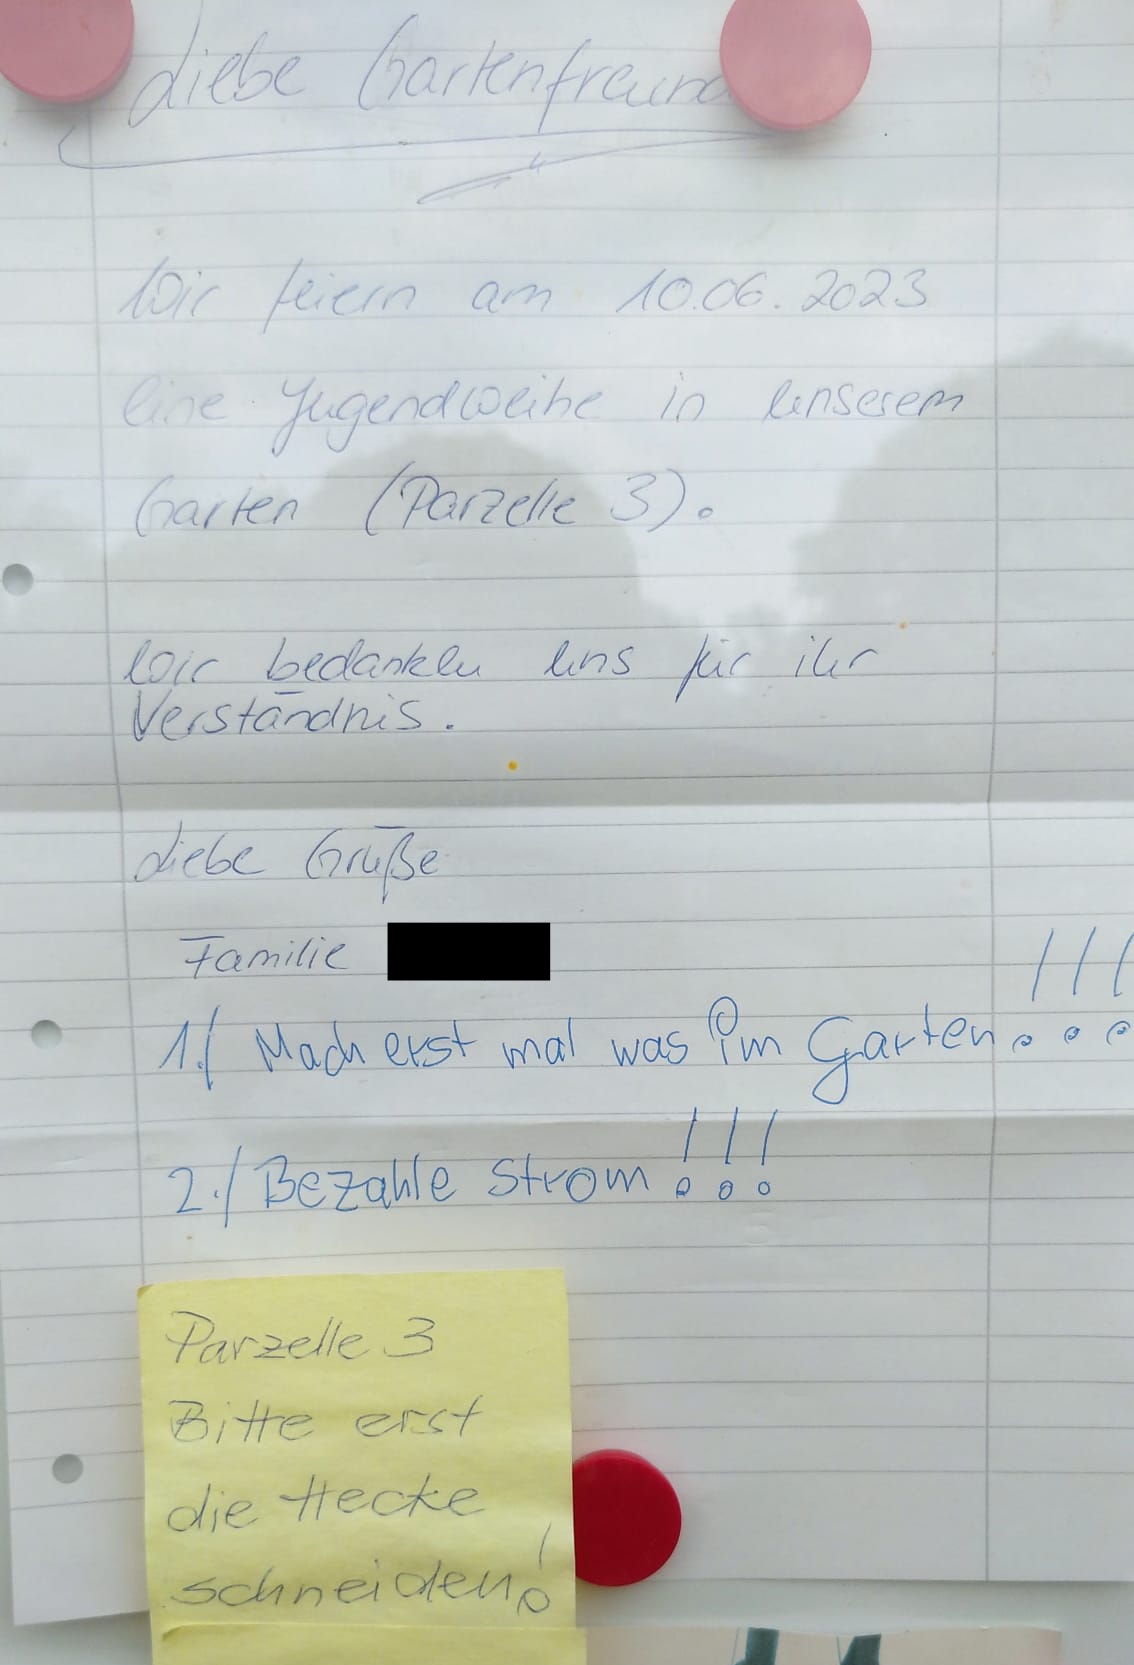 Liebe Gartenfreund
Wir feiern am 10.06.2023
eine Jugendweihe in unserem
Garten (Parzelle 3).
Wir bedanken uns für ihr
Verständnis.
Liebe Grüße
Familie
1./ Mach erst mal was im Garten!!!
2./ Bezahle Strom!!!
Parzelle 3
Bitte erst
die Hecke
schneiden!